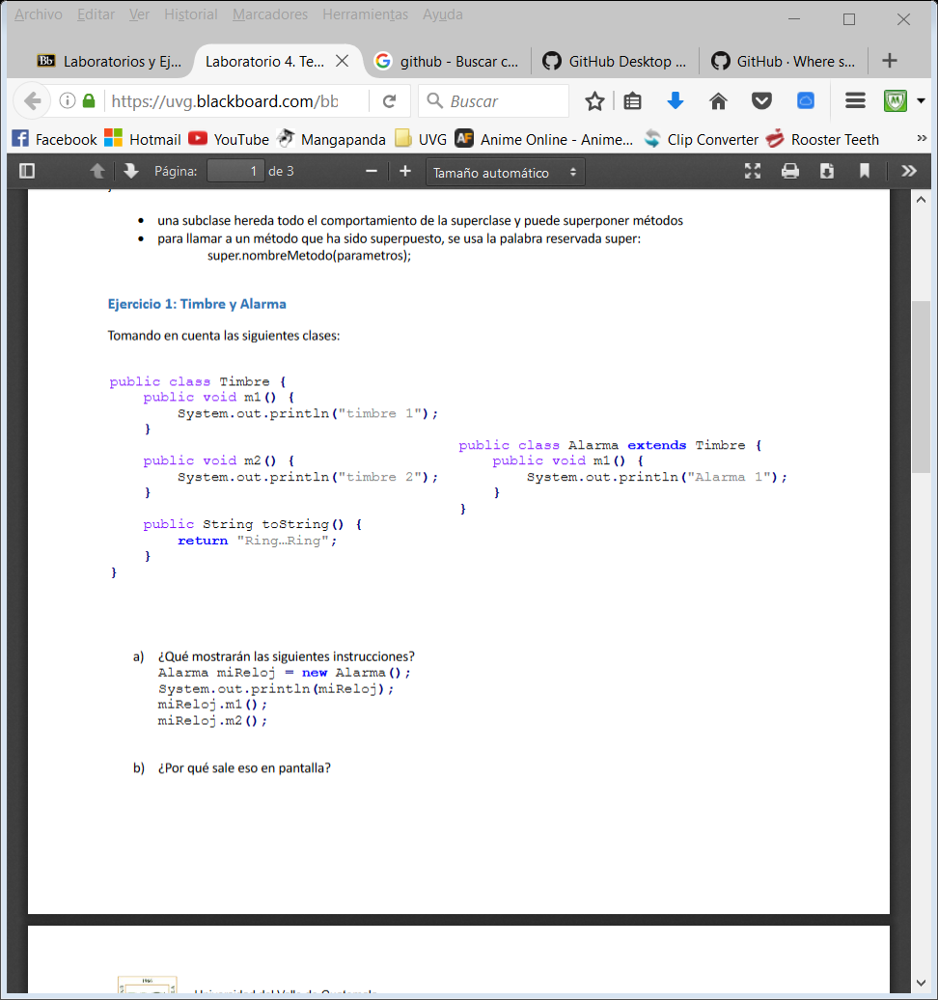 Archivo Editar Ver Historial Marcadores Herramientas Ayuda
Bb Laboratorios y Ej... Laboratorio 4. Te... github - Buscar c... GitHub Desktop ... GitHub · Where s...
https://uvg.blackboard.com/bb Buscar
Facebook Hotmail YouTube Mangapanda UVG AF Anime Online - Anime... Clip Converter Rooster Teeth
Página: 1 de 3 Tamaño automático
• una subclase hereda todo el comportamiento de la superclase y puede superponer métodos
• para llamar a un método que ha sido superpuesto, se usa la palabra reservada super:
super.nombreMetodo(parametros);
Ejercicio 1: Timbre y Alarma
Tomando en cuenta las siguientes clases:
public class Timbre {
public void m1() {
System.out.println("timbre 1");
}
public void m2() {
System.out.println("timbre 2");
}
public String toString() {
return "Ring…Ring";
}
}
public class Alarma extends Timbre {
public void m1() {
System.out.println("Alarma 1");
}
}
a) ¿Qué mostrarán las siguientes instrucciones?
Alarma miReloj = new Alarma();
System.out.println(miReloj);
miReloj.m1();
miReloj.m2();
b) ¿Por qué sale eso en pantalla?
1966